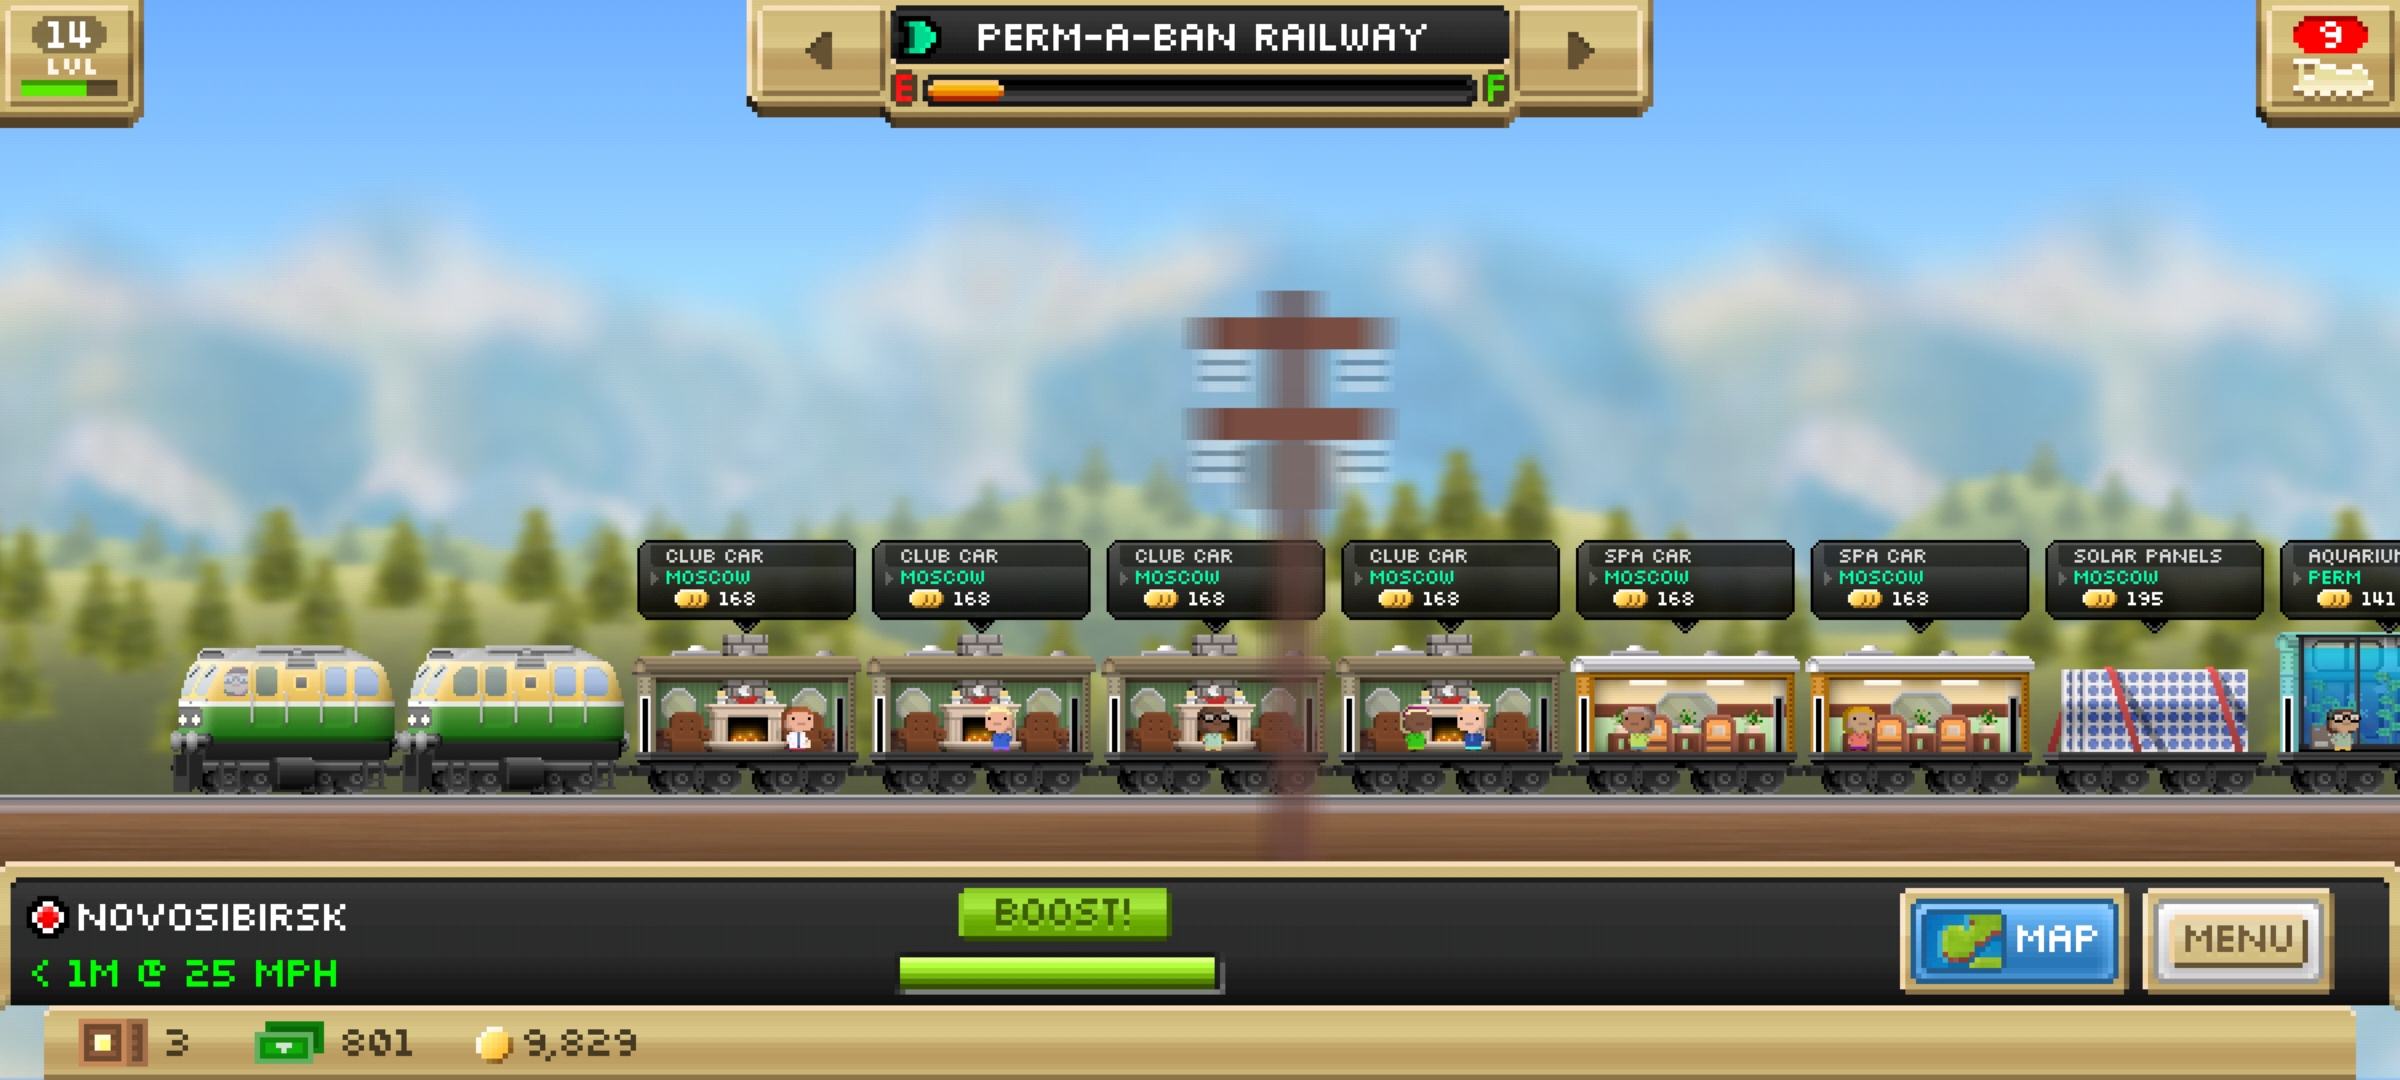 14
LVL
PERM-A-BAN RAILWAY
E
F
9
CLUB CAR
MOSCOW
168
CLUB CAR
MOSCOW
168
CLUB CAR
MOSCOW
168
CLUB CAR
MOSCOW
168
SPA CAR
MOSCOW
168
SPA CAR
MOSCOW
168
SOLAR PANELS
MOSCOW
195
AQUARIUM
PERM
141
NOVOSIBIRSK
< 1M @ 25 MPH
BOOST!
MAP
MENU
3
801
9,829